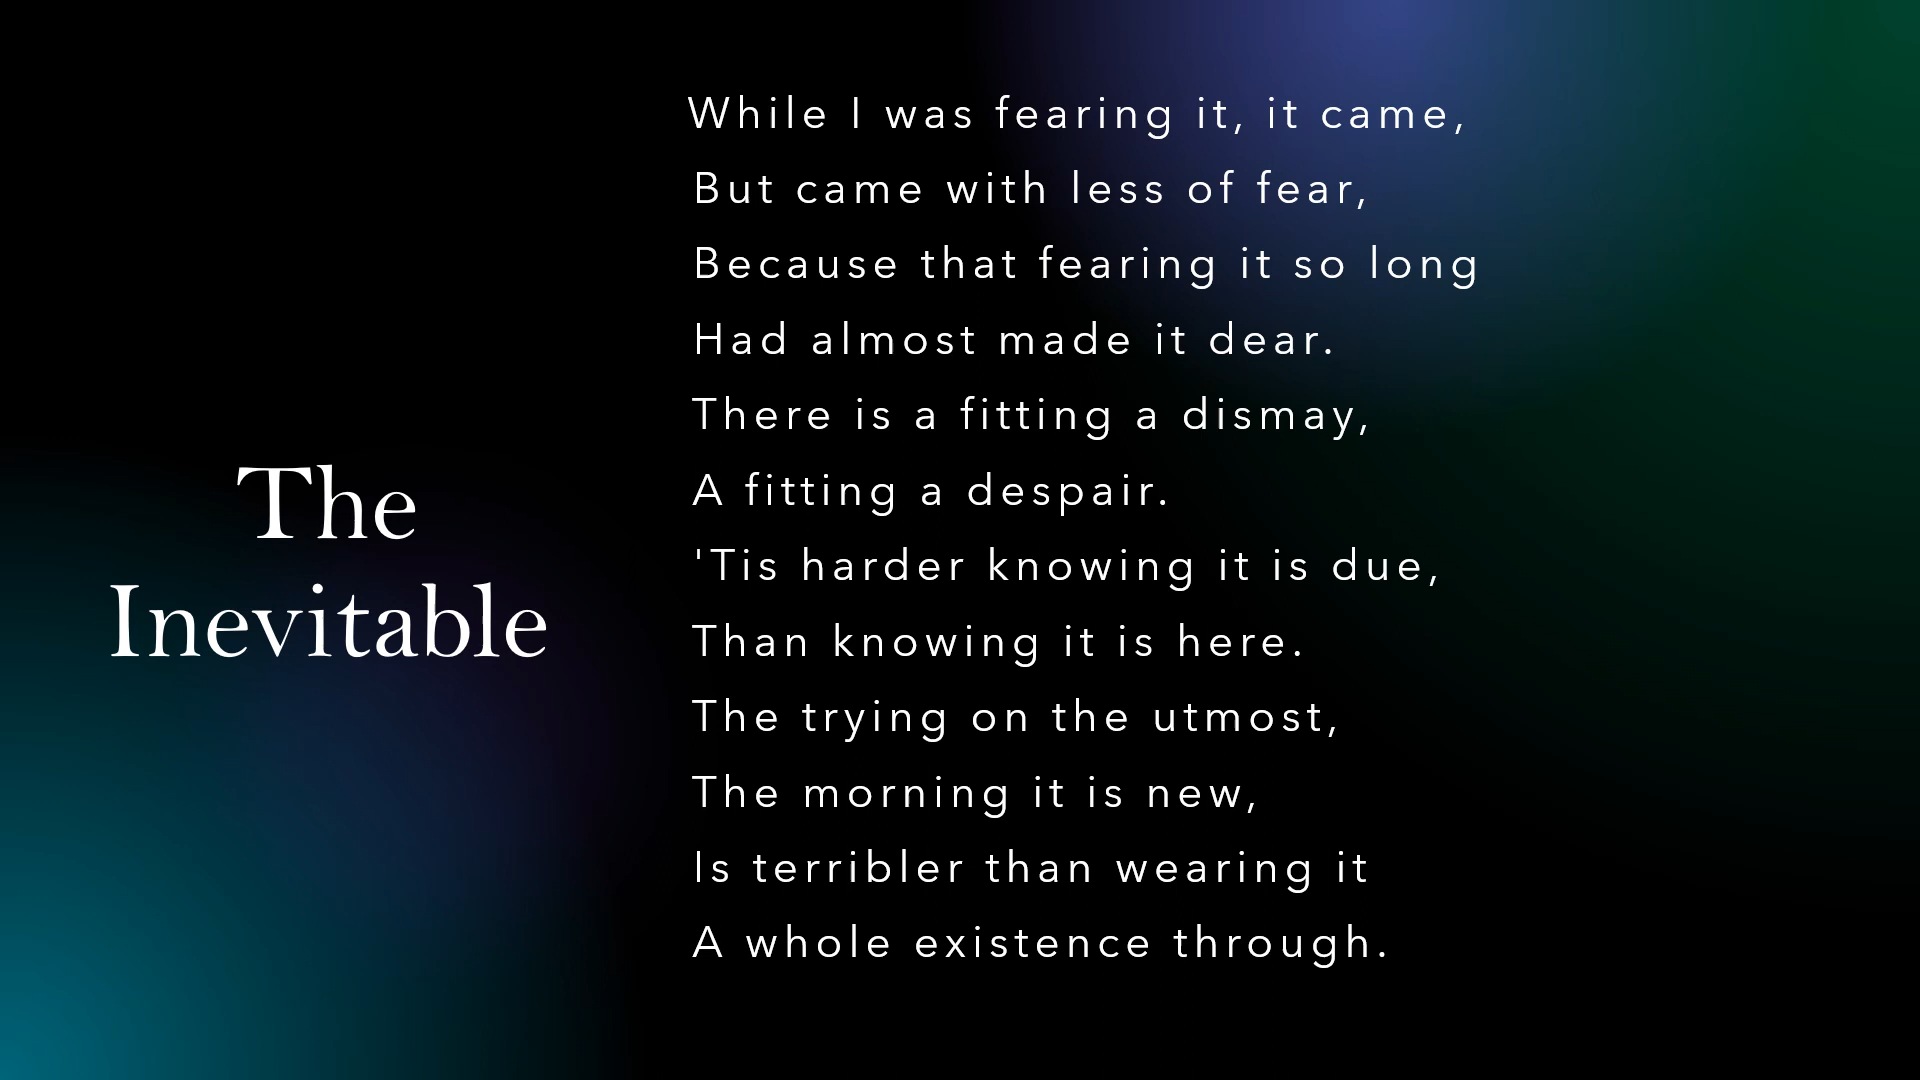 The
Inevitable
While I was fearing it, it came,
But came with less of fear,
Because that fearing it so long
Had almost made it dear.
There is a fitting a dismay,
A fitting a despair.
'Tis harder knowing it is due,
Than knowing it is here.
The trying on the utmost,
The morning it is new,
Is terribler than wearing it
A whole existence through.